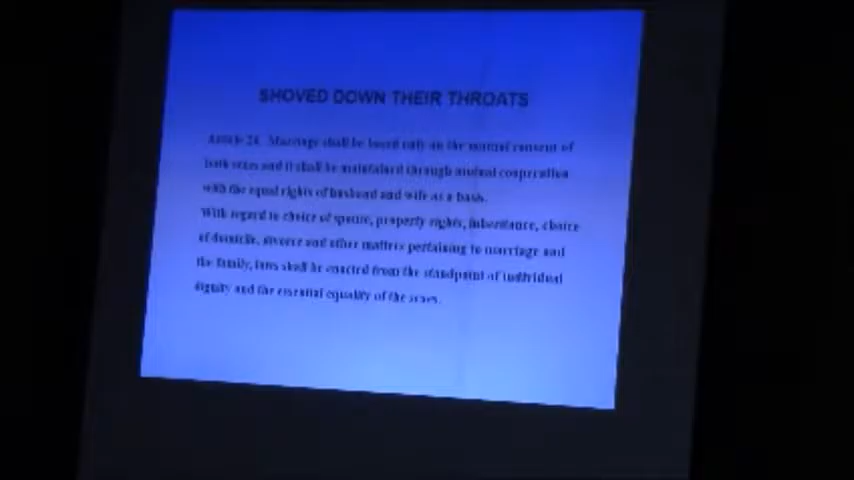 SHOVED DOWN THEIR THROATS
Article 24. Marriage shall be based only on the mutual consent of
both sexes and it shall be maintained through mutual cooperation
with the equal rights of husband and wife as a basis.
With regard to choice of spouse, property rights, inheritance, choice
of domicile, divorce and other matters pertaining to marriage and
the family, laws shall be enacted from the standpoint of individual
dignity and the essential equality of the sexes.